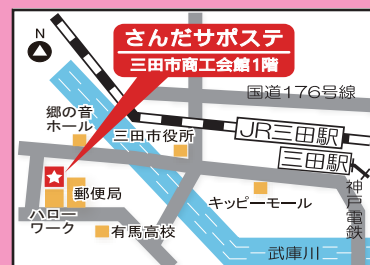 N
さんだサポステ
三田市商工会館1階
国道176号線
郷の音
ホール
三田市役所
JR三田駅
三田駅
神戸電鉄
郵便局
キッピーモール
ハロー
ワーク
有馬高校
武庫川